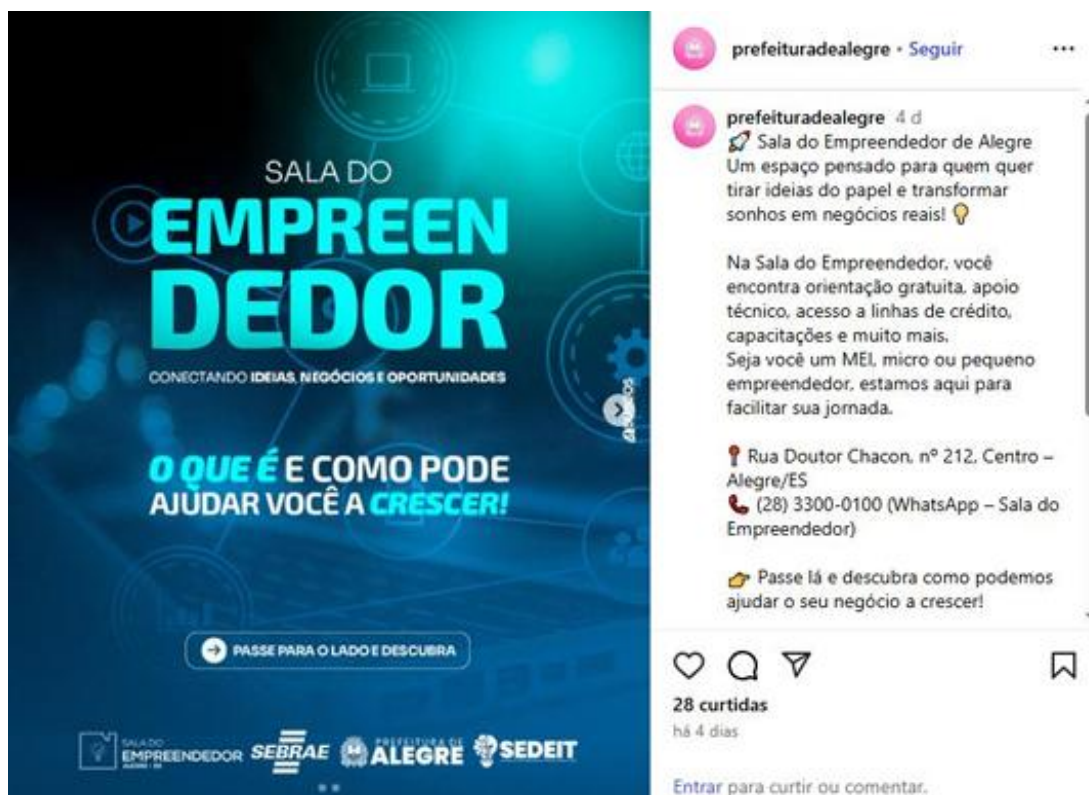 SALA DO
EMPREEN
DEDOR
CONECTANDO IDEIAS, NEGÓCIOS E OPORTUNIDADES
O QUE É E COMO PODE
AJUDAR VOCÊ A CRESCER!
PASSE PARA O LADO E DESCUBRA
SALA DO
EMPREENDEDOR
SEBRAE
PREFEITURA DE
ALEGRE
SEDEIT
prefeituradealegre • Seguir
prefeituradealegre 4 d
🚀 Sala do Empreendedor de Alegre
Um espaço pensado para quem quer
tirar ideias do papel e transformar
sonhos em negócios reais! 💡
Na Sala do Empreendedor, você
encontra orientação gratuita, apoio
técnico, acesso a linhas de crédito,
capacitações e muito mais.
Seja você um MEI, micro ou pequeno
empreendedor, estamos aqui para
facilitar sua jornada.
📍 Rua Doutor Chacon, nº 212, Centro –
Alegre/ES
📞 (28) 3300-0100 (WhatsApp – Sala do
Empreendedor)
👉 Passe lá e descubra como podemos
ajudar o seu negócio a crescer!
28 curtidas
há 4 dias
Entrar para curtir ou comentar.